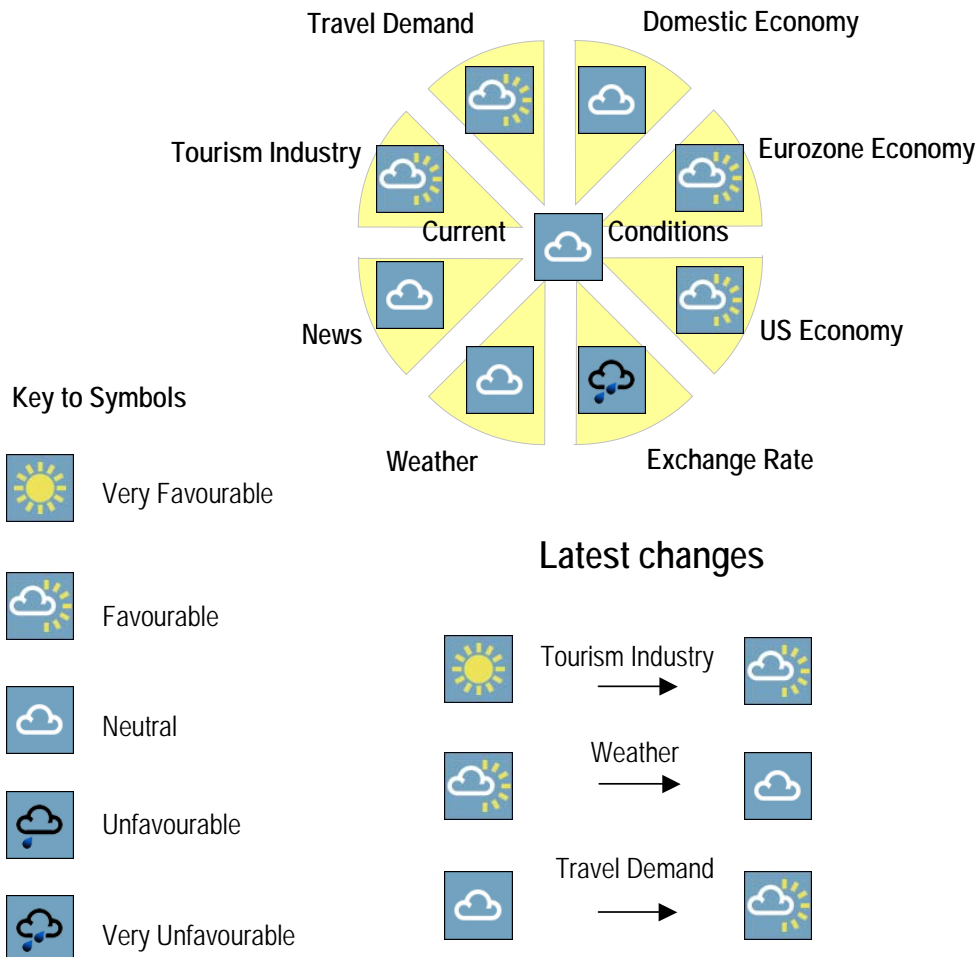 Travel Demand
Domestic Economy
Tourism Industry
Eurozone Economy
Current Conditions
News
US Economy
Weather
Exchange Rate
Key to Symbols
Very Favourable
Favourable
Neutral
Unfavourable
Very Unfavourable
Latest changes
Tourism Industry
Weather
Travel Demand